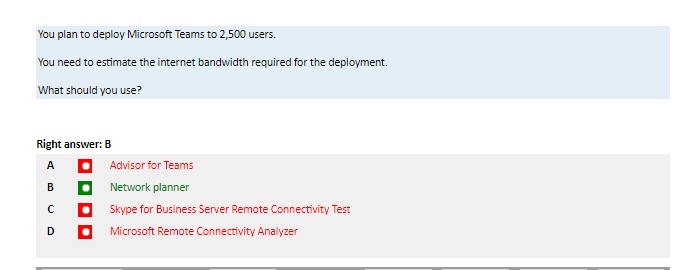 You plan to deploy Microsoft Teams to 2,500 users.
You need to estimate the internet bandwidth required for the deployment.
What should you use?
Right answer: B
A Advisor for Teams
B Network planner
C Skype for Business Server Remote Connectivity Test
D Microsoft Remote Connectivity Analyzer